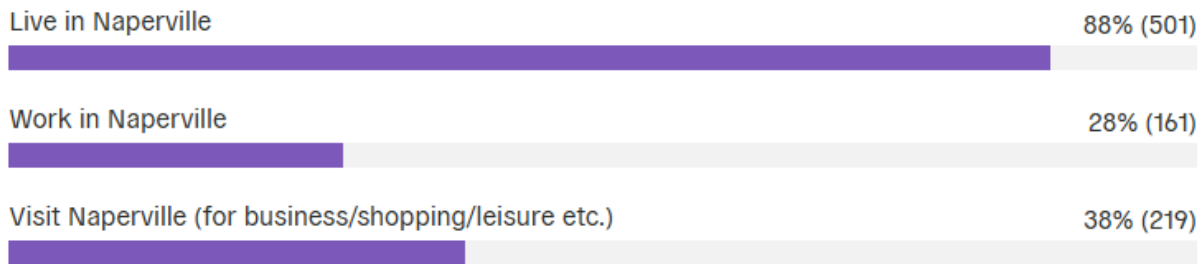 Live in Naperville 88% (501)
Work in Naperville 28% (161)
Visit Naperville (for business/shopping/leisure etc.) 38% (219)